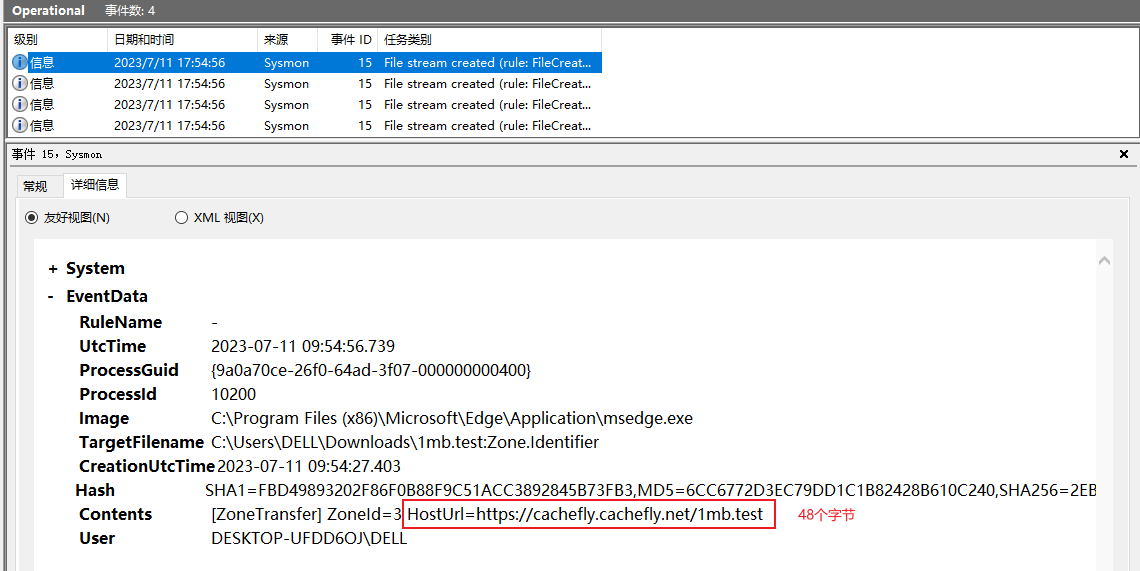 Operational 事件数: 4
级别 日期和时间 来源 事件 ID 任务类别
信息 2023/7/11 17:54:56 Sysmon 15 File stream created (rule: FileCreat...
信息 2023/7/11 17:54:56 Sysmon 15 File stream created (rule: FileCreat...
信息 2023/7/11 17:54:56 Sysmon 15 File stream created (rule: FileCreat...
信息 2023/7/11 17:54:56 Sysmon 15 File stream created (rule: FileCreat...
事件 15，Sysmon
常规 详细信息
友好视图(N) XML 视图(X)
+ System
- EventData
RuleName -
UtcTime 2023-07-11 09:54:56.739
ProcessGuid {9a0a70ce-26f0-64ad-3f07-000000000400}
ProcessId 10200
Image C:\Program Files (x86)\Microsoft\Edge\Application\msedge.exe
TargetFilename C:\Users\DELL\Downloads\1mb.test:Zone.Identifier
CreationUtcTime 2023-07-11 09:54:27.403
Hash SHA1=FBD49893202F86F0B88F9C51ACC3892845B73FB3,MD5=6CC6772D3EC79DD1C1B82428B610C240,SHA256=2EB
Contents [ZoneTransfer] ZoneId=3 HostUrl=https://cachefly.cachefly.net/1mb.test 48个字节
User DESKTOP-UFDD6OJ\DELL